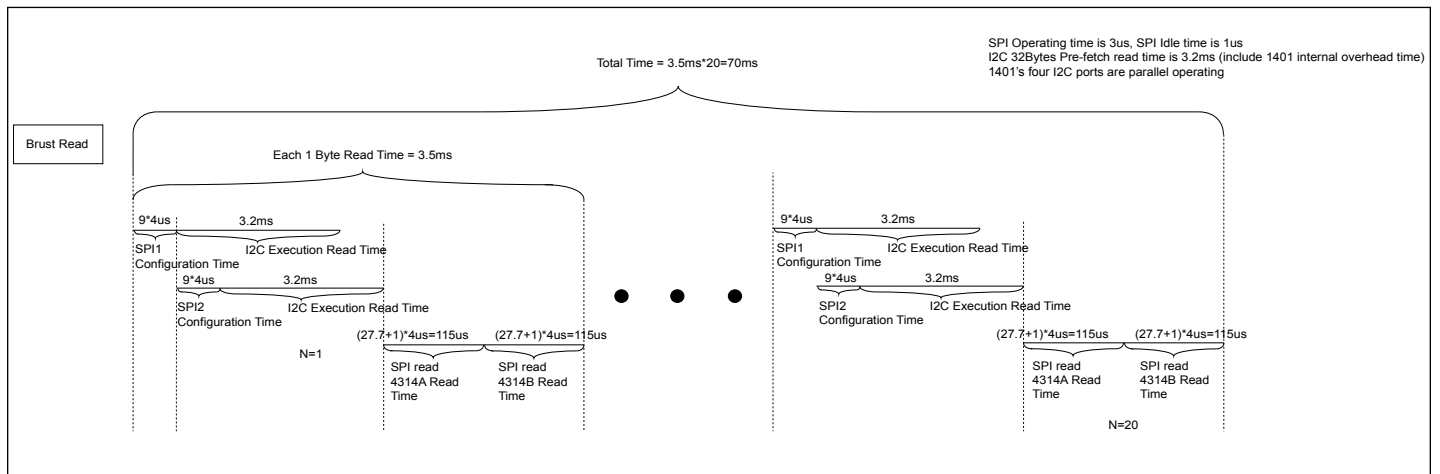 SPI Operating time is 3us, SPI Idle time is 1us
I2C 32Bytes Pre-fetch read time is 3.2ms (include 1401 internal overhead time)
1401's four I2C ports are parallel operating
Total Time = 3.5ms*20=70ms
Brust Read
Each 1 Byte Read Time = 3.5ms
9*4us
3.2ms
SPI1
Configuration Time
I2C Execution Read Time
9*4us
3.2ms
SPI2
Configuration Time
I2C Execution Read Time
N=1
(27.7+1)*4us=115us
(27.7+1)*4us=115us
SPI read
4314A Read
Time
SPI read
4314B Read
Time
9*4us
3.2ms
SPI1
Configuration Time
I2C Execution Read Time
9*4us
3.2ms
SPI2
Configuration Time
I2C Execution Read Time
(27.7+1)*4us=115us
(27.7+1)*4us=115us
SPI read
4314A Read
Time
SPI read
4314B Read
Time
N=20